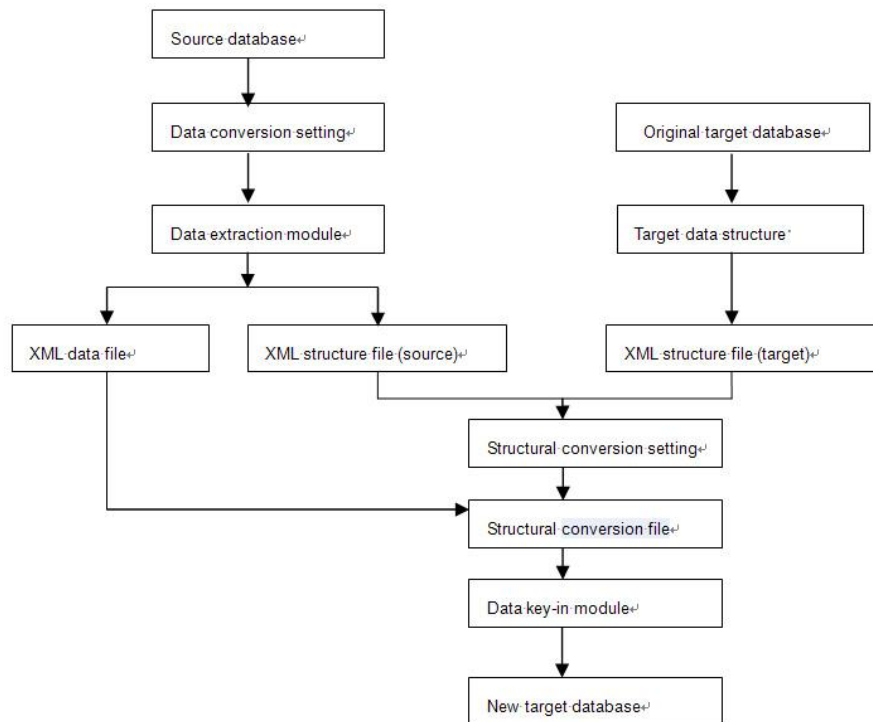 Source database
Data conversion setting
Original target database
Data extraction module
Target data structure
XML data file
XML structure file (source)
XML structure file (target)
Structural conversion setting
Structural conversion file
Data key-in module
New target database